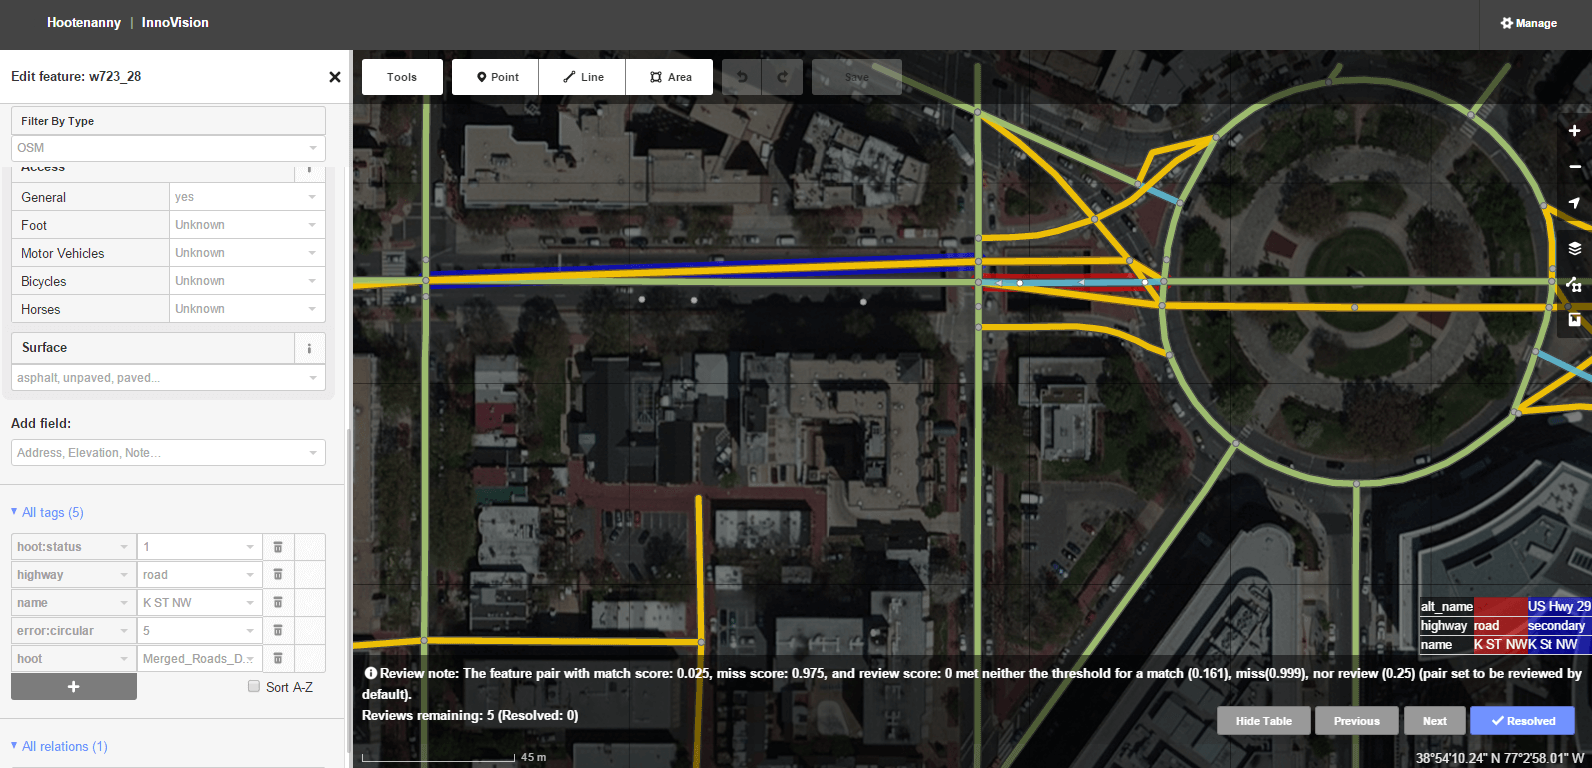 Hootenanny | InnoVision
Manage
Edit feature: w723_28
Tools
Point
Line
Area
Save
Filter By Type
OSM
Access
General yes
Foot Unknown
Motor Vehicles Unknown
Bicycles Unknown
Horses Unknown
Surface
asphalt, unpaved, paved...
Add field:
Address, Elevation, Note...
All tags (5)
hoot:status 1
highway road
name K ST NW
error:circular 5
hoot Merged_Roads_D...
+ Sort A-Z
All relations (1)
alt_name US Hwy 29
highway road secondary
name K ST NW K St NW
Review note: The feature pair with match score: 0.025, miss score: 0.975, and review score: 0 met neither the threshold for a match (0.161), miss(0.999), nor review (0.25) (pair set to be reviewed by
default).
Reviews remaining: 5 (Resolved: 0)
Hide Table Previous Next Resolved
45 m
38°54'10.24" N 77°2'58.01" W